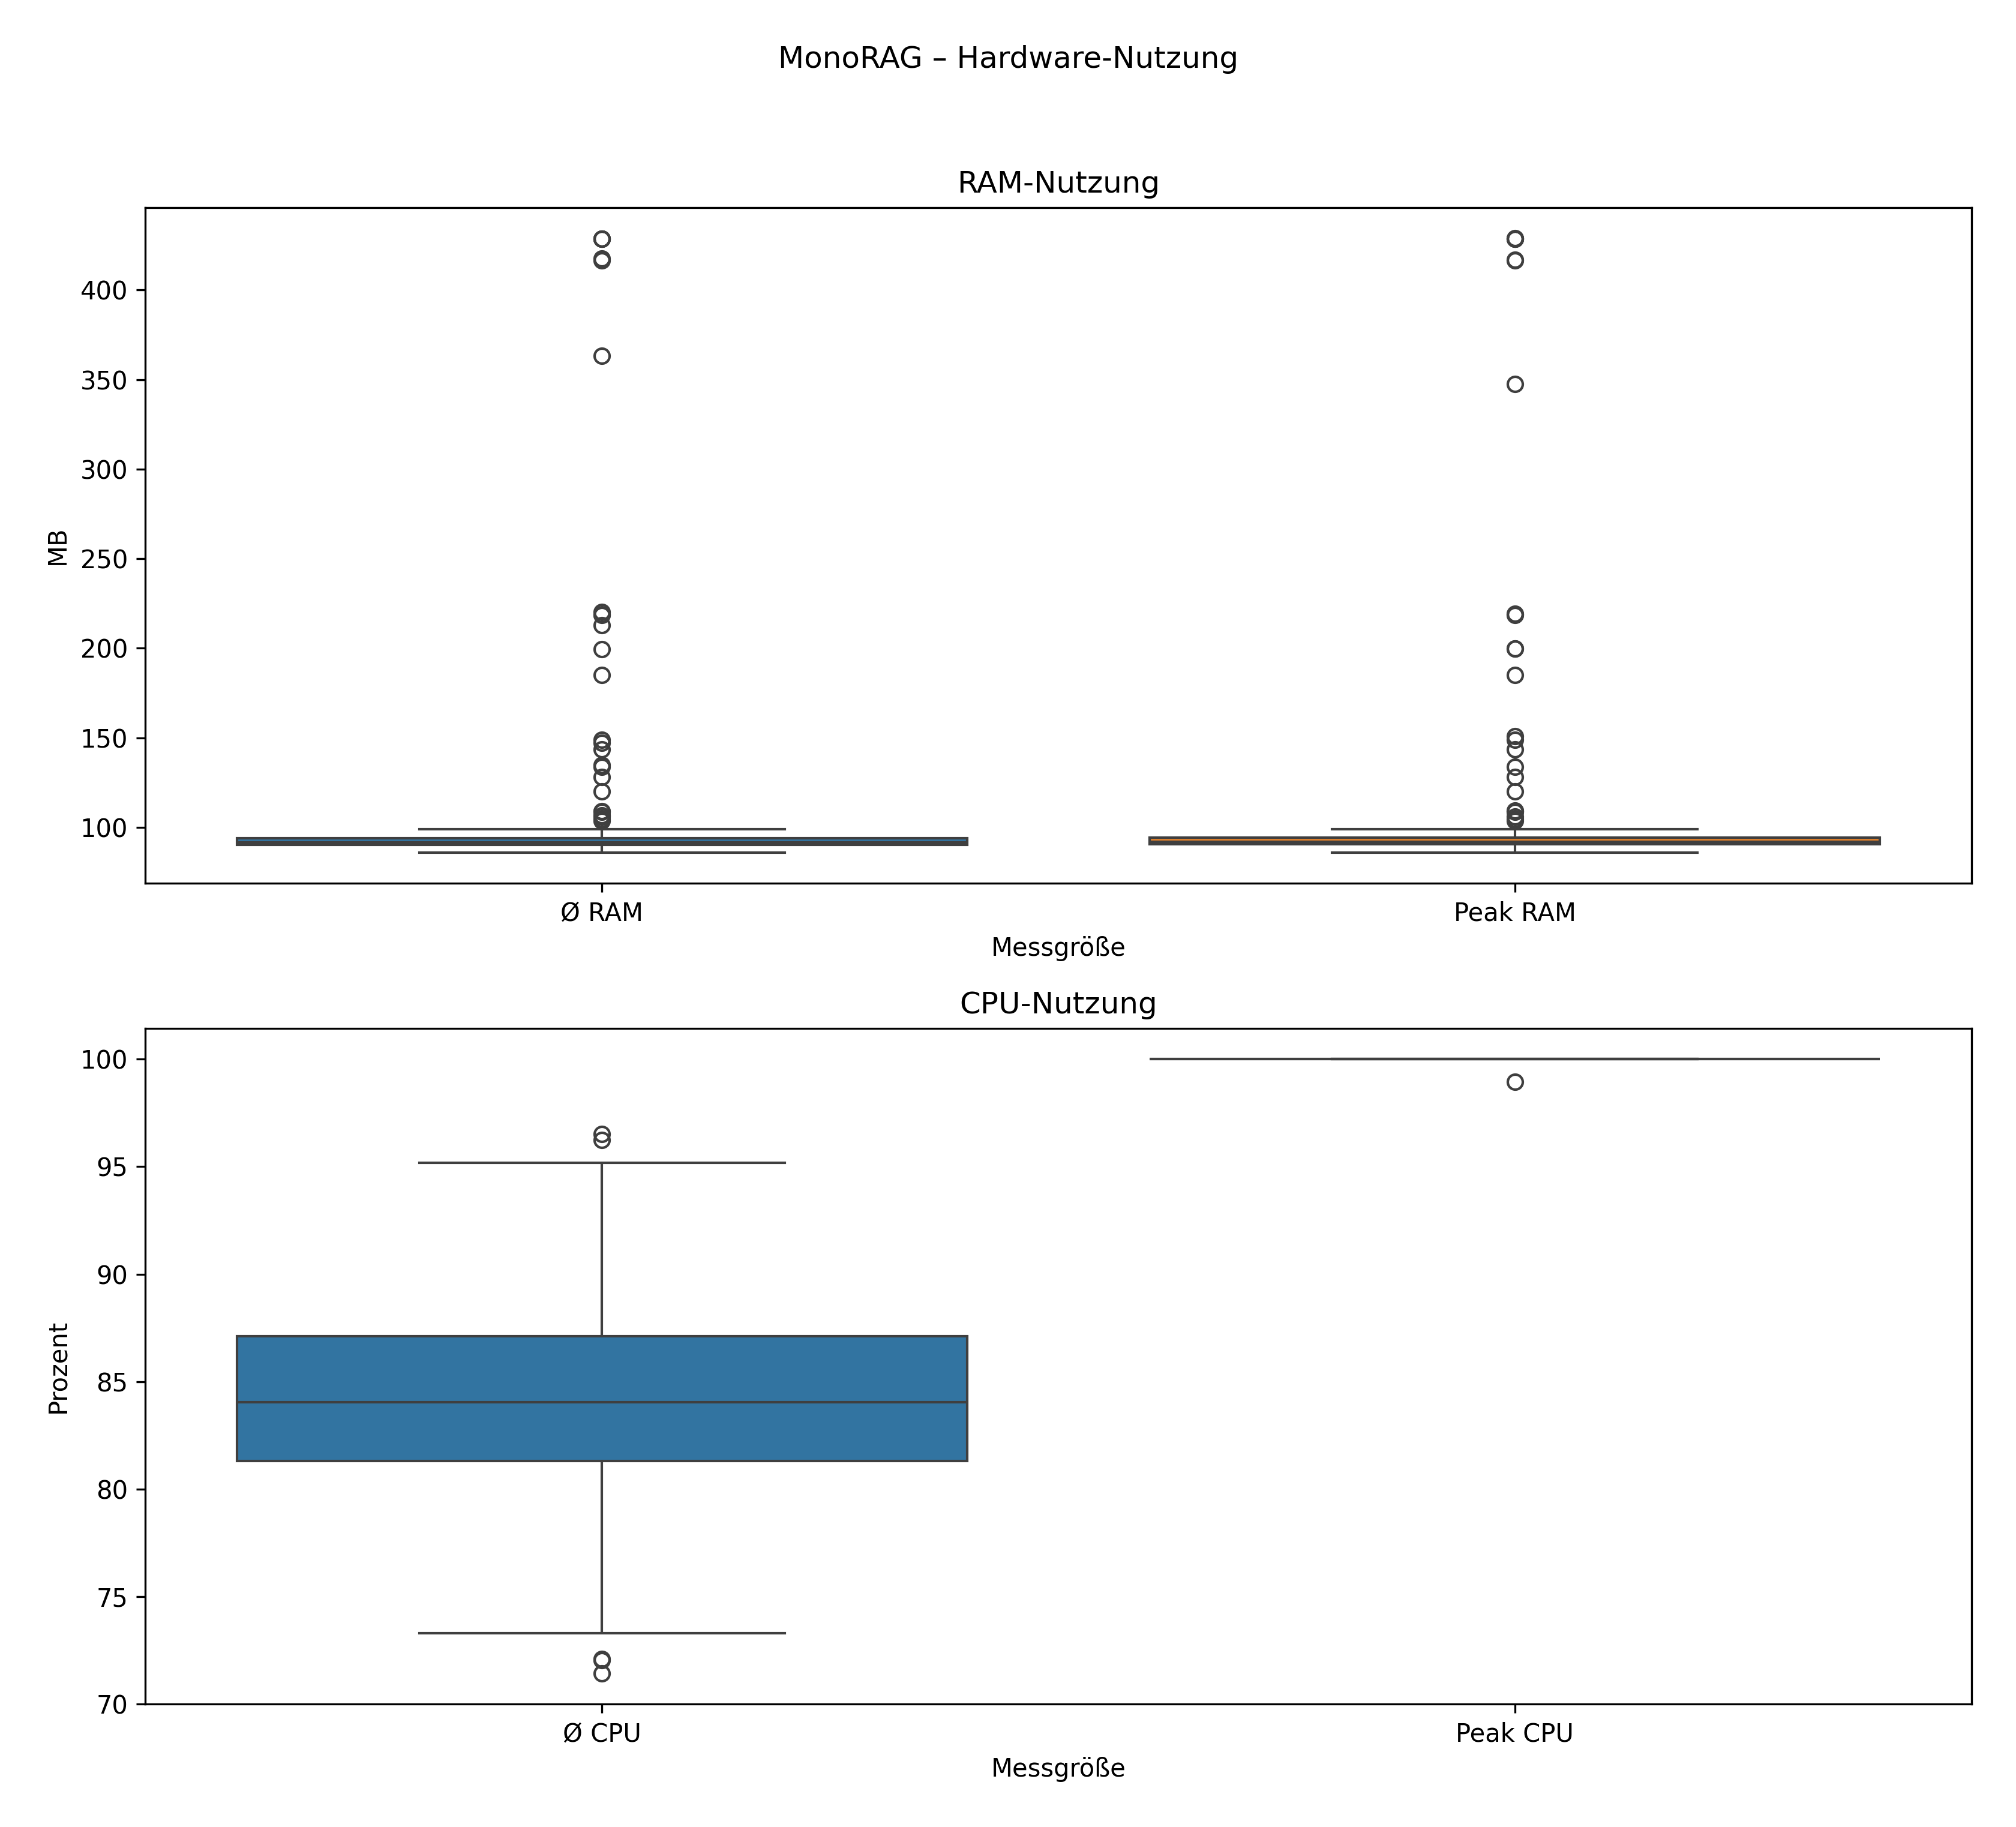 MonoRAG – Hardware-Nutzung
RAM-Nutzung
400
350
300
250
200
150
100
MB
Ø RAM
Peak RAM
Messgröße
CPU-Nutzung
100
95
90
85
80
75
70
Prozent
Ø CPU
Peak CPU
Messgröße